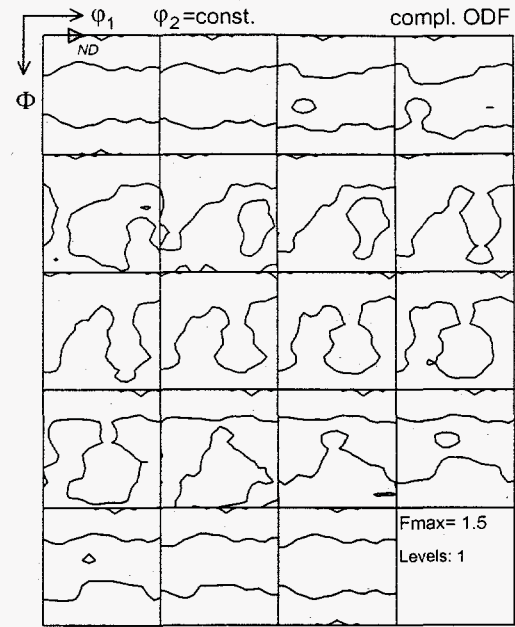 φ1 φ2=const. compl. ODF
ND
Φ
Fmax= 1.5
Levels: 1